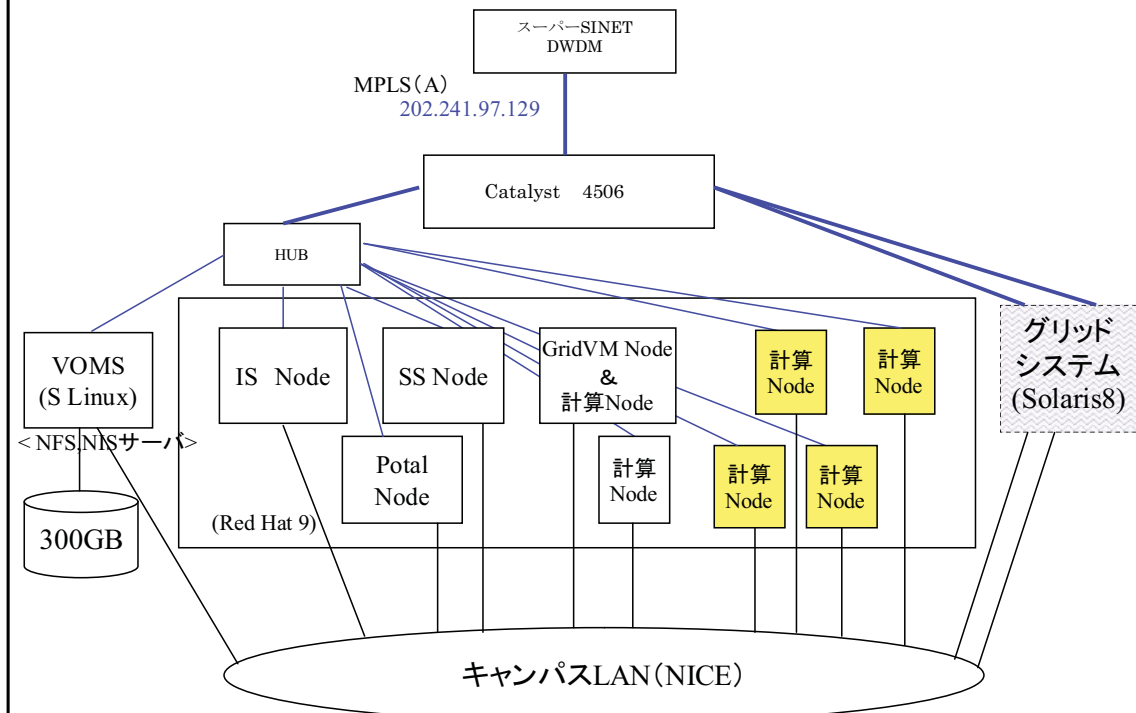 スーパーSINET
DWDM
MPLS（A）
202.241.97.129
Catalyst 4506
HUB
VOMS
(S Linux)
< NFS,NISサーバ>
300GB
IS Node
SS Node
GridVM Node
&
計算Node
計算
Node
計算
Node
グリッド
システム
(Solaris8)
Potal
Node
計算
Node
計算
Node
計算
Node
(Red Hat 9)
キャンパスLAN（NICE）